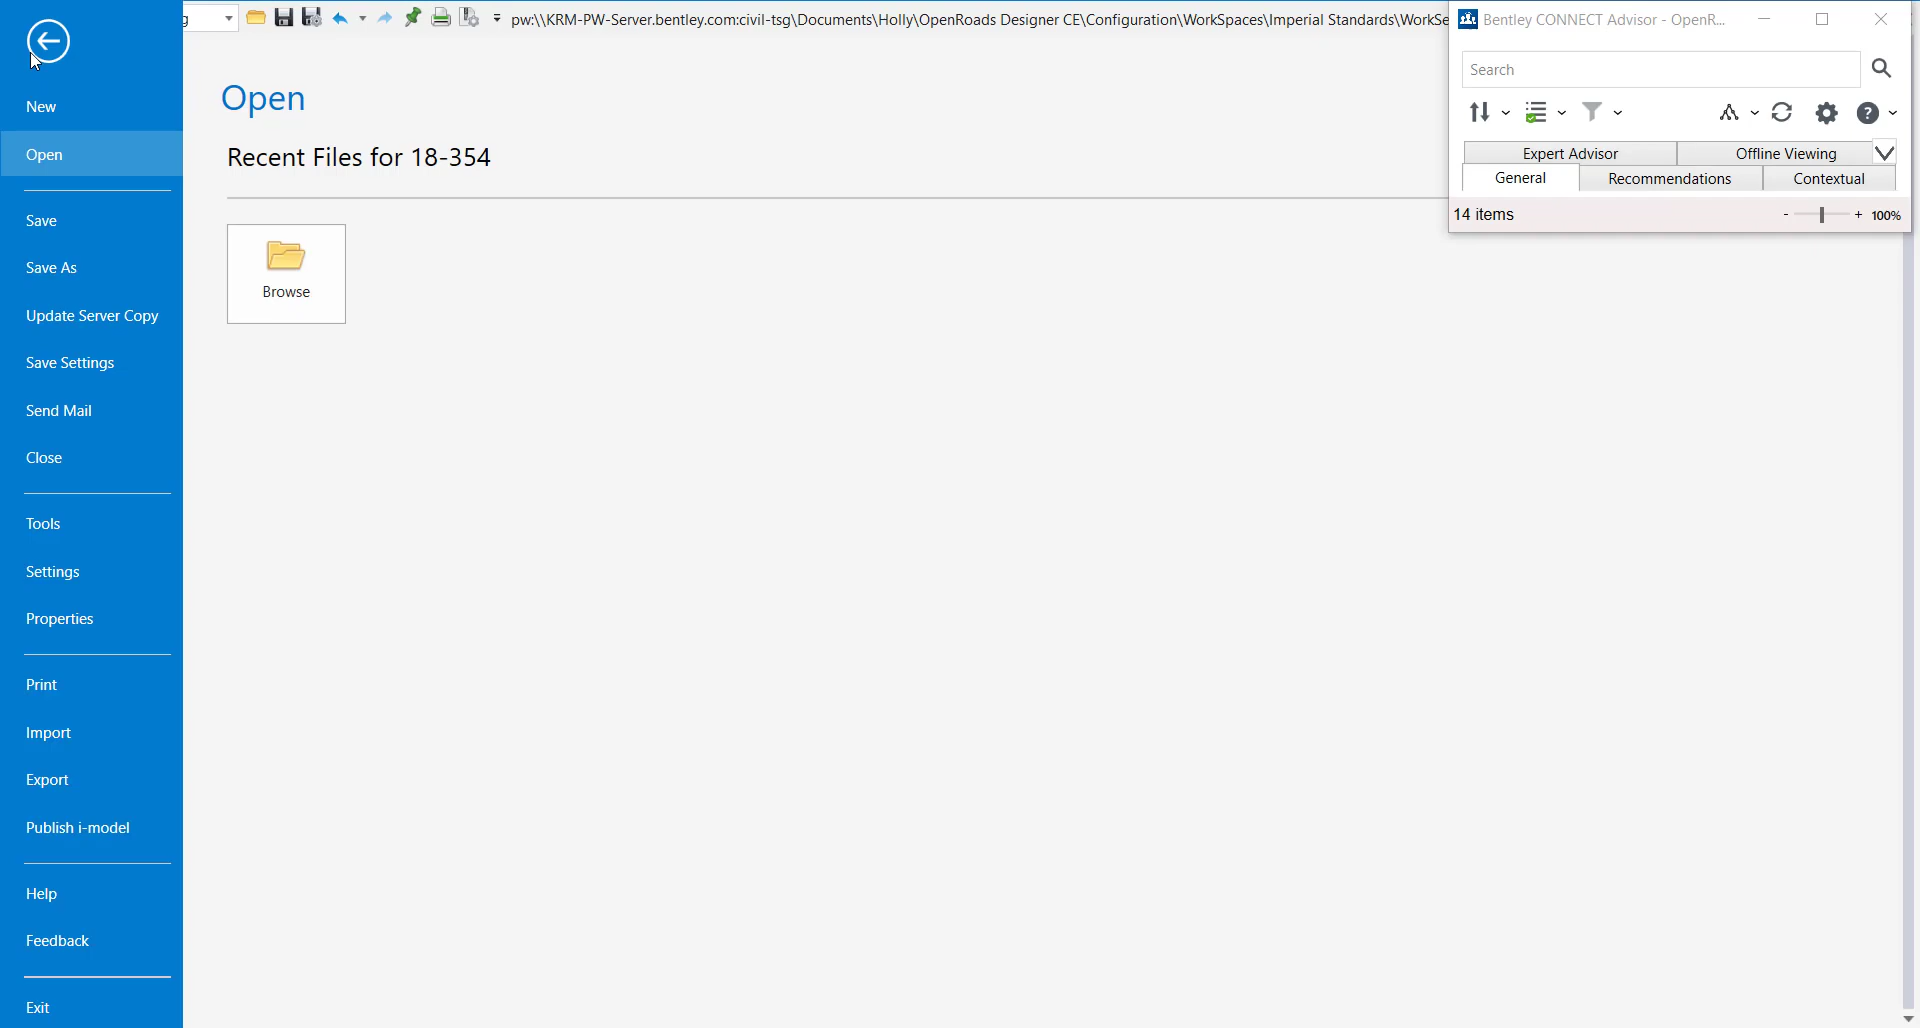 pw:\\KRM-PW-Server.bentley.com:civil-tsg\Documents\Holly\OpenRoads Designer CE\Configuration\WorkSpaces\Imperial Standards\WorkSe
Bentley CONNECT Advisor - OpenR...
Search
Expert Advisor
Offline Viewing
General
Recommendations
Contextual
14 items
- + 100%
New
Open
Save
Save As
Update Server Copy
Save Settings
Send Mail
Close
Tools
Settings
Properties
Print
Import
Export
Publish i-model
Help
Feedback
Exit
Open
Recent Files for 18-354
Browse